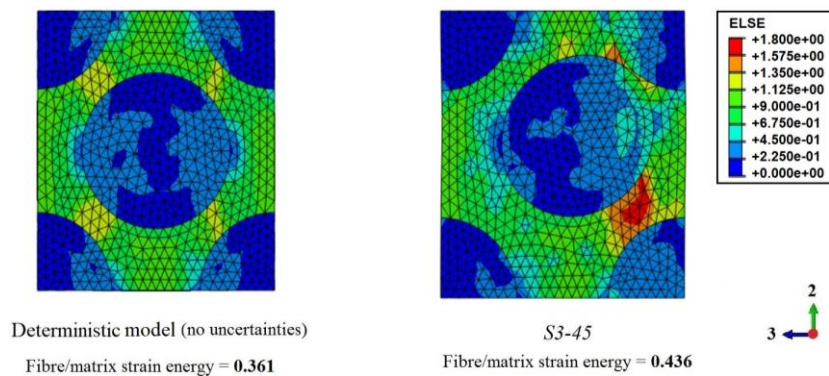 ELSE
+1.800e+00
+1.575e+00
+1.350e+00
+1.125e+00
+9.000e-01
+6.750e-01
+4.500e-01
+2.250e-01
+0.000e+00
2
3
Deterministic model (no uncertainties)
S3-45
Fibre/matrix strain energy = 0.361
Fibre/matrix strain energy = 0.436